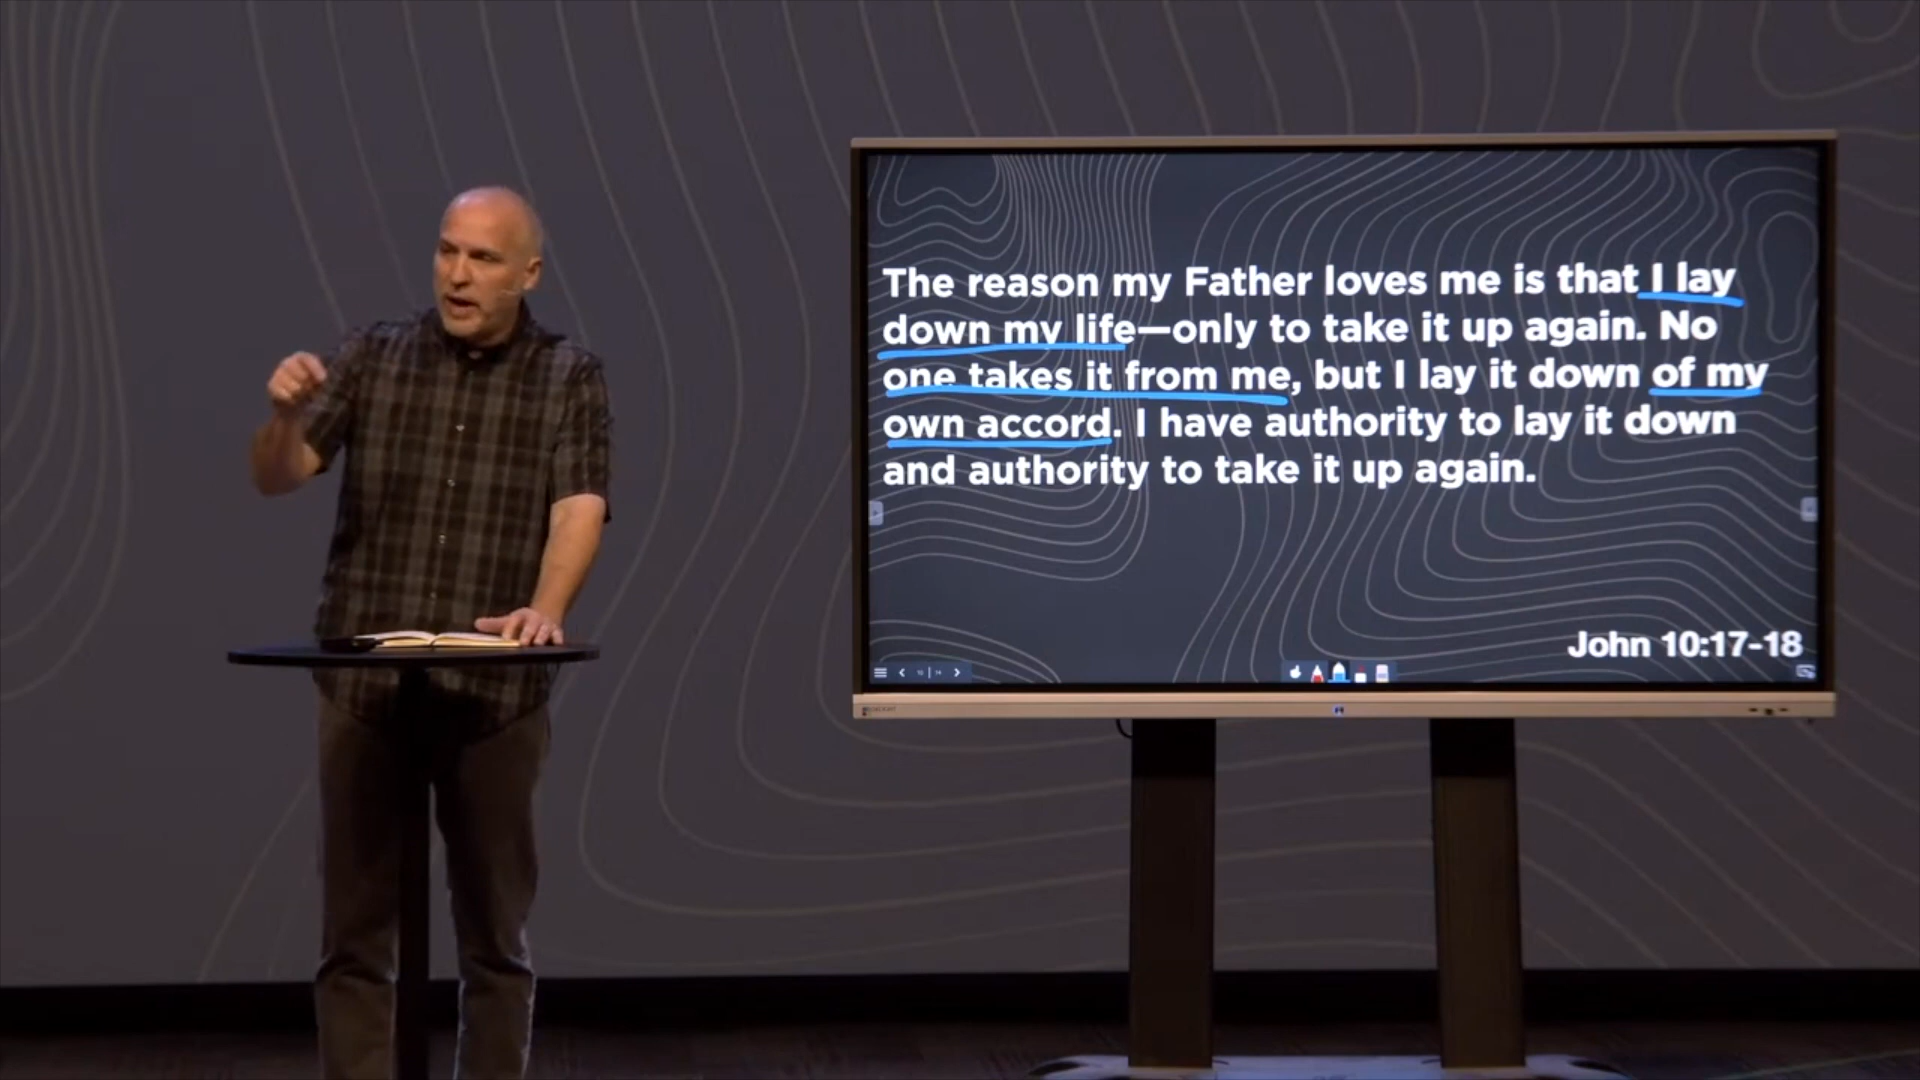 The reason my Father loves me is that I lay
down my life—only to take it up again. No
one takes it from me, but I lay it down of my
own accord. I have authority to lay it down
and authority to take it up again.
John 10:17-18